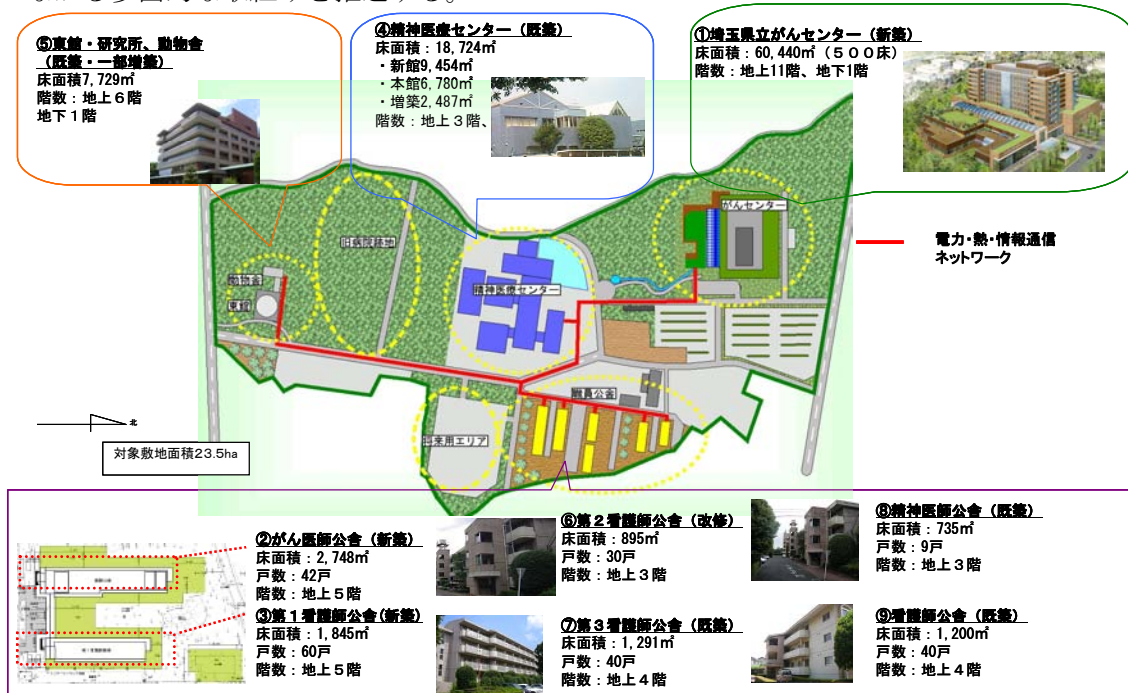 ⑤東館・研究所、動物舎
(既築・一部増築)
床面積7,729㎡
階数：地上6階
地下1階
④精神医療センター（既築）
床面積：18,724㎡
・新館9,454㎡
・本館6,780㎡
・増築2,487㎡
階数：地上3階、
①埼玉県立がんセンター（新築）
床面積：60,440㎡（500床）
階数：地上11階、地下1階
がんセンター
電力・熱・情報通信
ネットワーク
旧病院跡地
動物舎
東館
精神医療センター
職員公舎
将来用エリア
北
対象敷地面積23.5ha
②がん医師公舎（新築）
床面積：2,748㎡
戸数：42戸
階数：地上5階
③第1看護師公舎(新築)
床面積：1,845㎡
戸数：60戸
階数：地上5階
⑥第2看護師公舎（改修）
床面積：895㎡
戸数：30戸
階数：地上3階
⑦第3看護師公舎（既築）
床面積：1,291㎡
戸数：40戸
階数：地上4階
⑧精神医師公舎（既築）
床面積：735㎡
戸数：9戸
階数：地上3階
⑨看護師公舎（既築）
床面積：1,200㎡
戸数：40戸
階数：地上4階